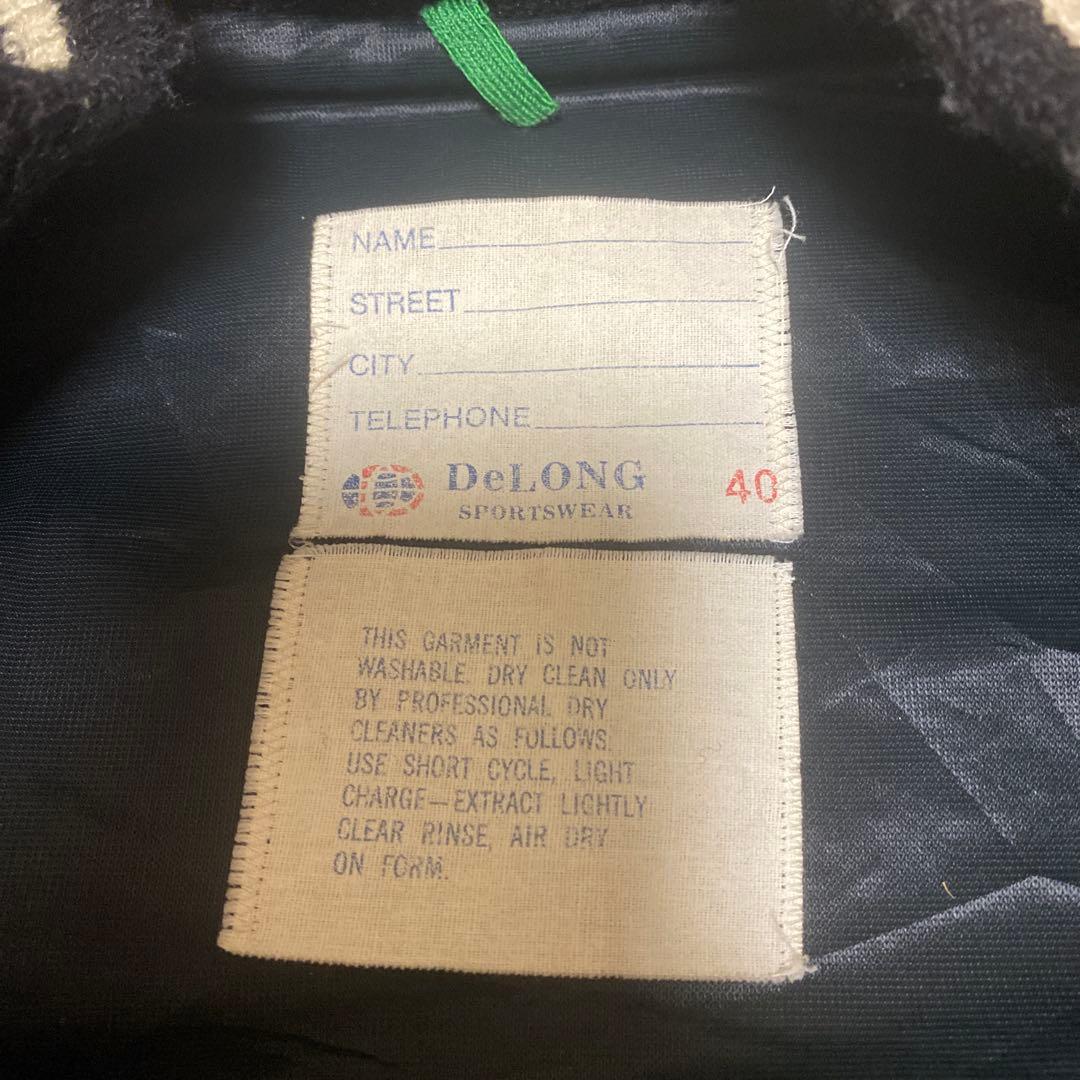 NAME
STREET
CITY
TELEPHONE
DeLONG 40
SPORTSWEAR
THIS GARMENT IS NOT
WASHABLE. DRY CLEAN ONLY
BY PROFESSIONAL DRY
CLEANERS AS FOLLOWS.
USE SHORT CYCLE, LIGHT
CHARGE—EXTRACT LIGHTLY
CLEAR RINSE, AIR DRY
ON FORM.